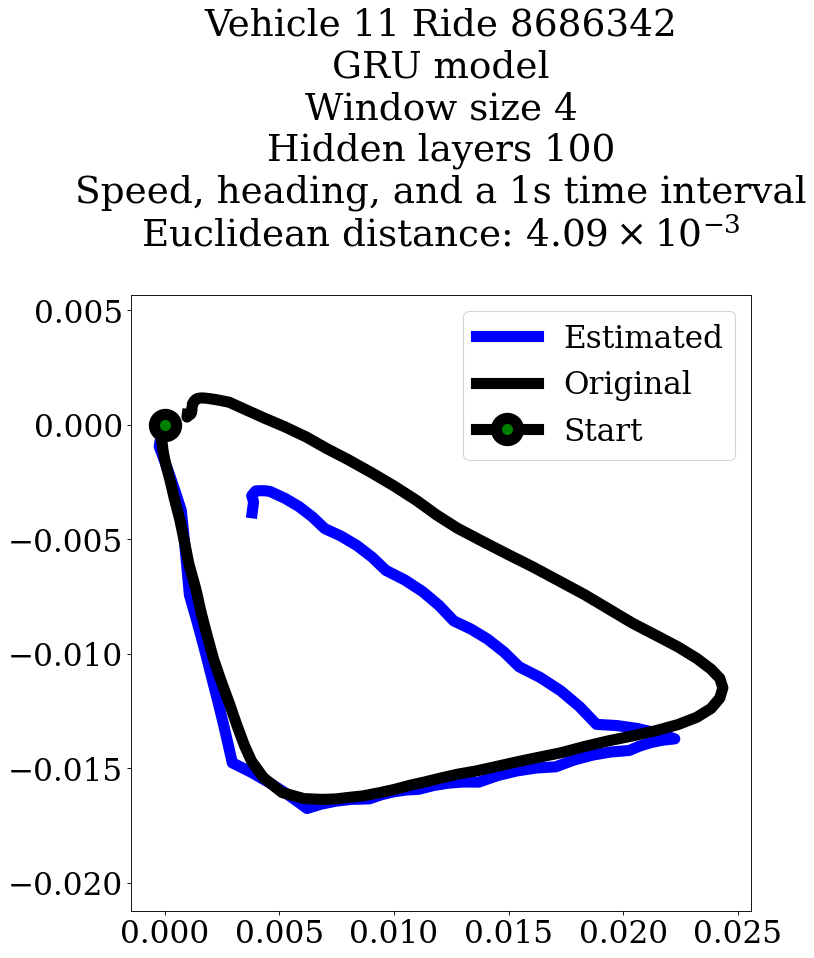 Vehicle 11 Ride 8686342
GRU model
Window size 4
Hidden layers 100
Speed, heading, and a 1s time interval
Euclidean distance: 4.09 × 10⁻³
0.005
0.000
−0.005
−0.010
−0.015
−0.020
Estimated
Original
Start
0.000 0.005 0.010 0.015 0.020 0.025